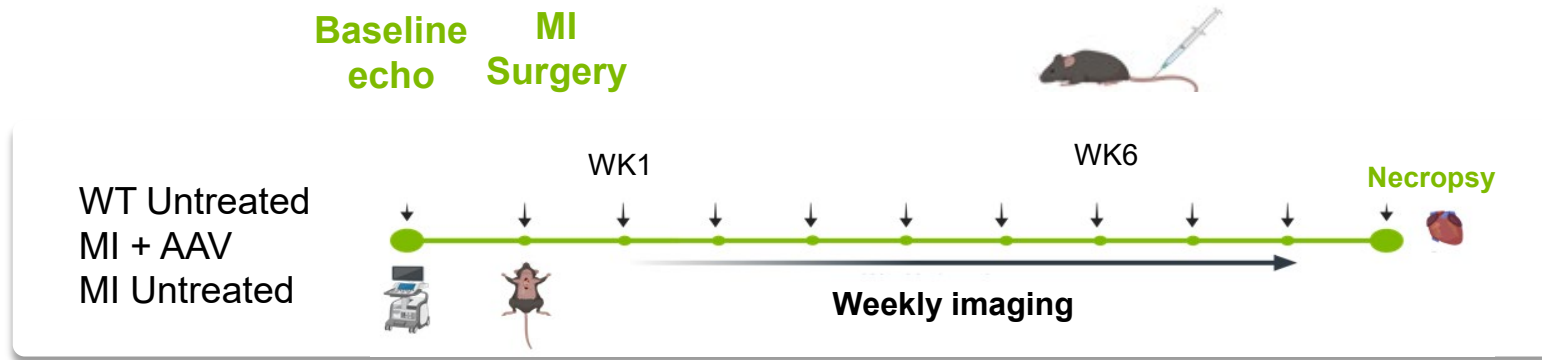 Baseline
echo
MI
Surgery
WK1
WK6
Necropsy
WT Untreated
MI + AAV
MI Untreated
Weekly imaging